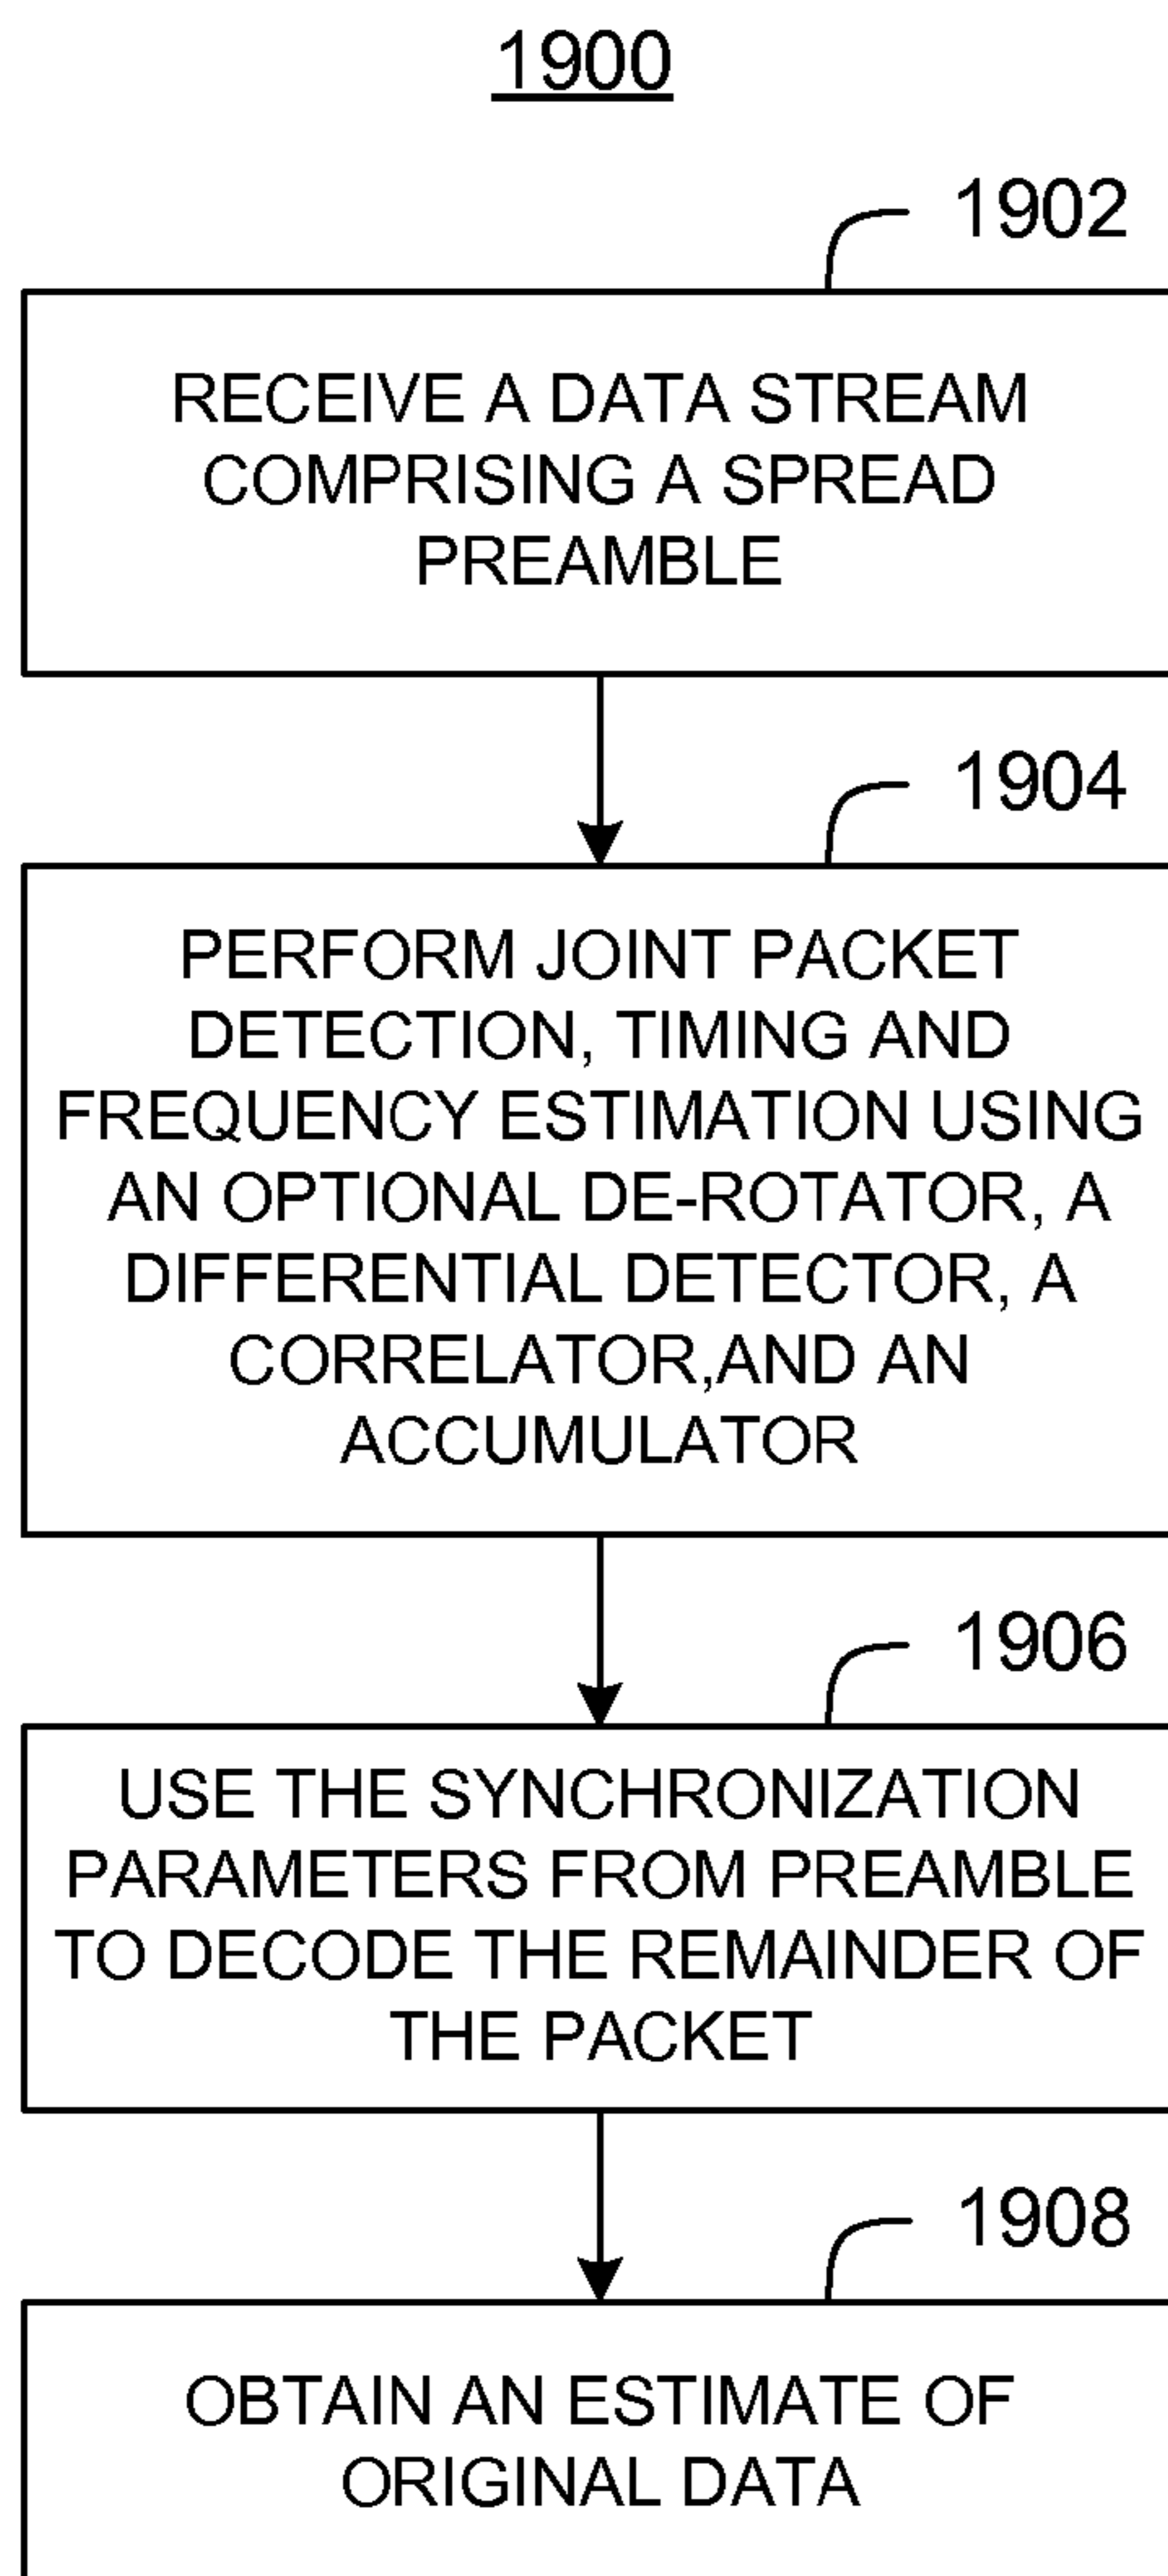 1900
1902
RECEIVE A DATA STREAM
COMPRISING A SPREAD
PREAMBLE
1904
PERFORM JOINT PACKET
DETECTION, TIMING AND
FREQUENCY ESTIMATION USING
AN OPTIONAL DE-ROTATOR, A
DIFFERENTIAL DETECTOR, A
CORRELATOR,AND AN
ACCUMULATOR
1906
USE THE SYNCHRONIZATION
PARAMETERS FROM PREAMBLE
TO DECODE THE REMAINDER OF
THE PACKET
1908
OBTAIN AN ESTIMATE OF
ORIGINAL DATA